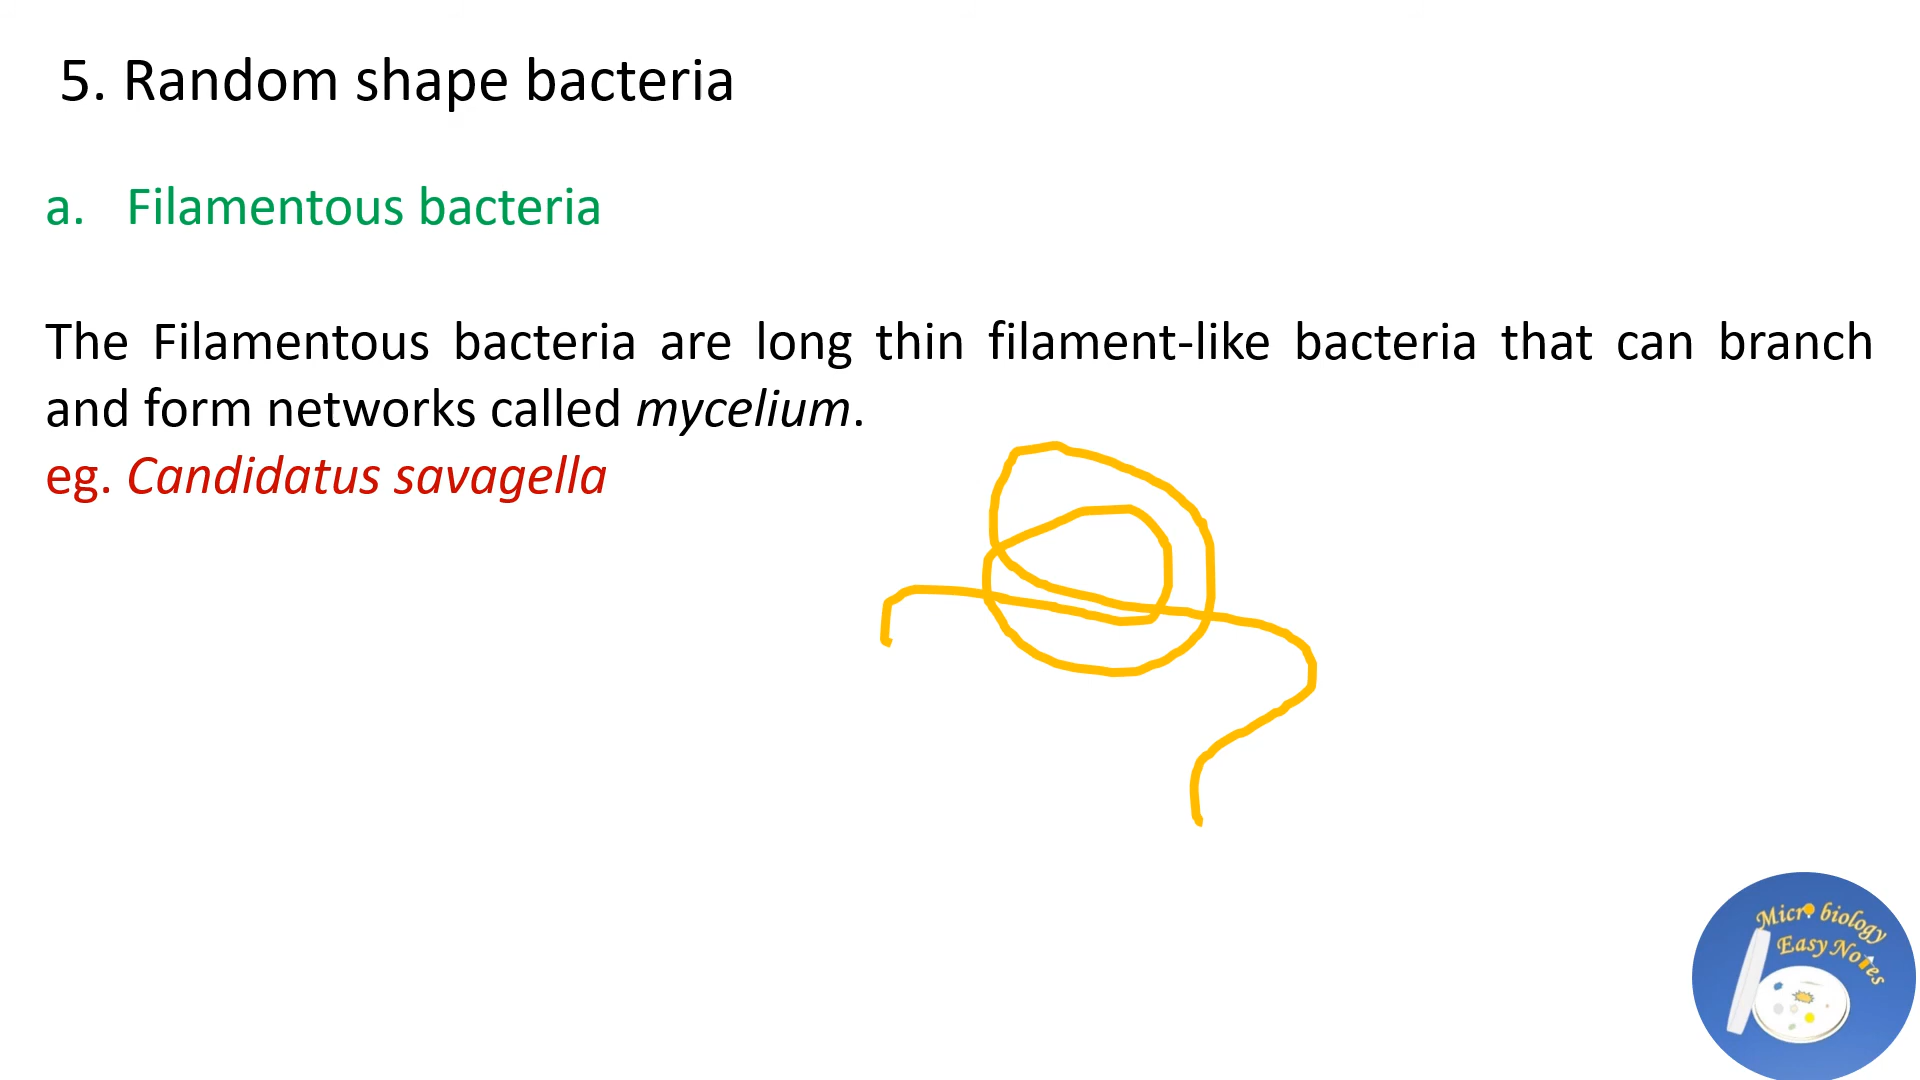 5. Random shape bacteria
a. Filamentous bacteria
The Filamentous bacteria are long thin filament-like bacteria that can branch
and form networks called mycelium.
eg. Candidatus savagella
Micro biology
Easy Notes